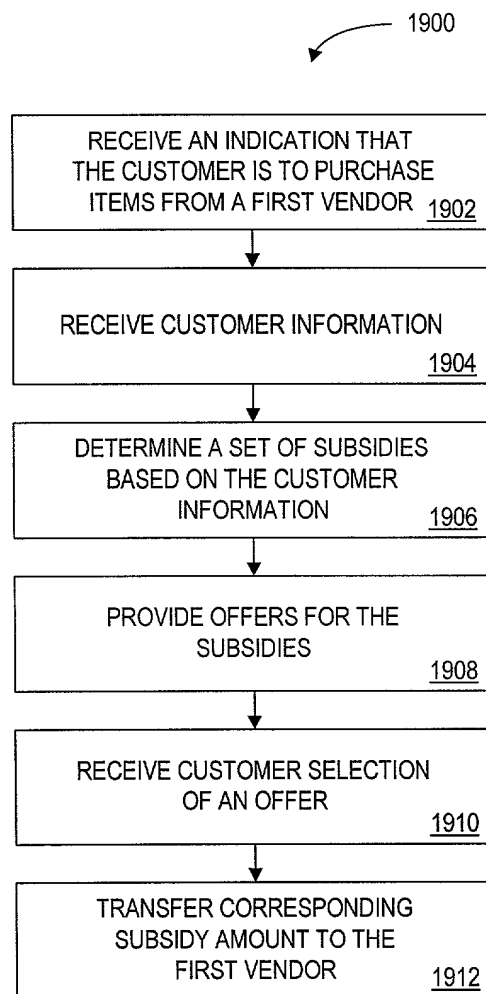 1900
RECEIVE AN INDICATION THAT
THE CUSTOMER IS TO PURCHASE
ITEMS FROM A FIRST VENDOR
1902
RECEIVE CUSTOMER INFORMATION
1904
DETERMINE A SET OF SUBSIDIES
BASED ON THE CUSTOMER
INFORMATION
1906
PROVIDE OFFERS FOR THE
SUBSIDIES
1908
RECEIVE CUSTOMER SELECTION
OF AN OFFER
1910
TRANSFER CORRESPONDING
SUBSIDY AMOUNT TO THE
FIRST VENDOR
1912